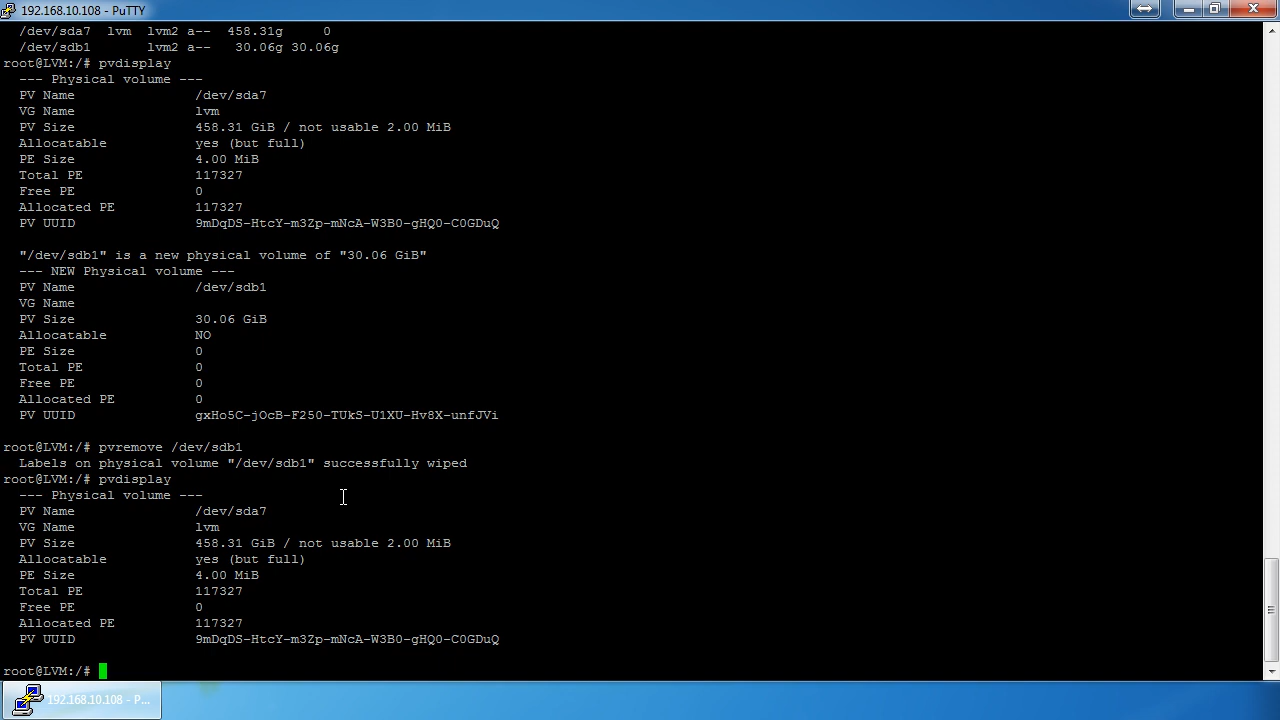 192.168.10.108 - PuTTY
/dev/sda7  lvm  lvm2 a--  458.31g     0
/dev/sdb1       lvm2 a--   30.06g 30.06g
root@LVM:/# pvdisplay
--- Physical volume ---
PV Name               /dev/sda7
VG Name               lvm
PV Size               458.31 GiB / not usable 2.00 MiB
Allocatable           yes (but full)
PE Size               4.00 MiB
Total PE              117327
Free PE               0
Allocated PE          117327
PV UUID               9mDqDS-HtcY-m3Zp-mNcA-W3B0-gHQ0-C0GDuQ
"/dev/sdb1" is a new physical volume of "30.06 GiB"
--- NEW Physical volume ---
PV Name               /dev/sdb1
VG Name
PV Size               30.06 GiB
Allocatable           NO
PE Size               0
Total PE              0
Free PE               0
Allocated PE          0
PV UUID               gxHo5C-jOcB-F250-TUkS-U1XU-Hv8X-unfJVi
root@LVM:/# pvremove /dev/sdb1
Labels on physical volume "/dev/sdb1" successfully wiped
root@LVM:/# pvdisplay
--- Physical volume ---
PV Name               /dev/sda7
VG Name               lvm
PV Size               458.31 GiB / not usable 2.00 MiB
Allocatable           yes (but full)
PE Size               4.00 MiB
Total PE              117327
Free PE               0
Allocated PE          117327
PV UUID               9mDqDS-HtcY-m3Zp-mNcA-W3B0-gHQ0-C0GDuQ
root@LVM:/#
192.168.10.108 - P...